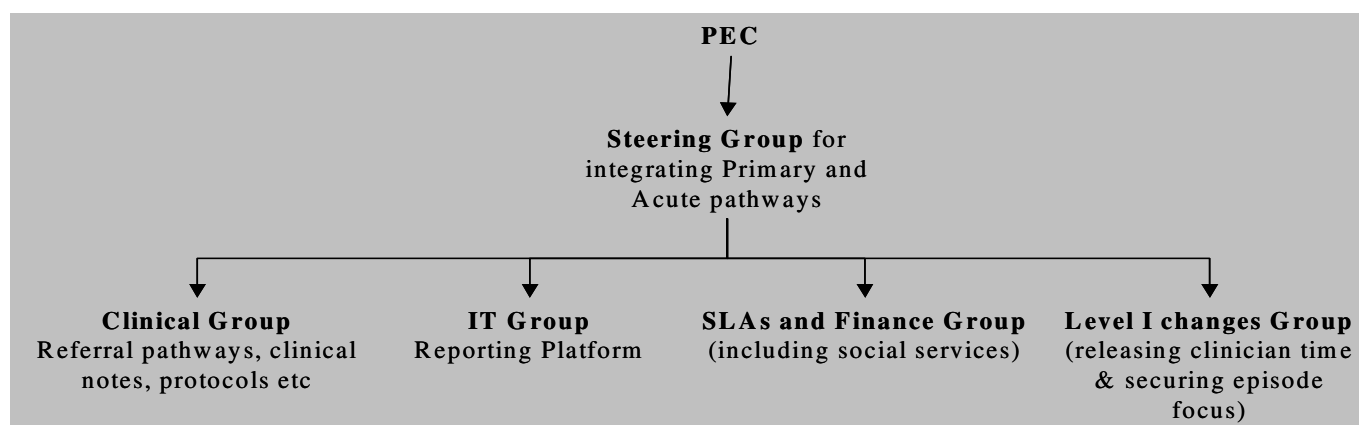 PEC
Steering Group for
integrating Primary and
Acute pathways
Clinical Group
Referral pathways, clinical
notes, protocols etc
IT Group
Reporting Platform
SLAs and Finance Group
(including social services)
Level I changes Group
(releasing clinician time
& securing episode
focus)